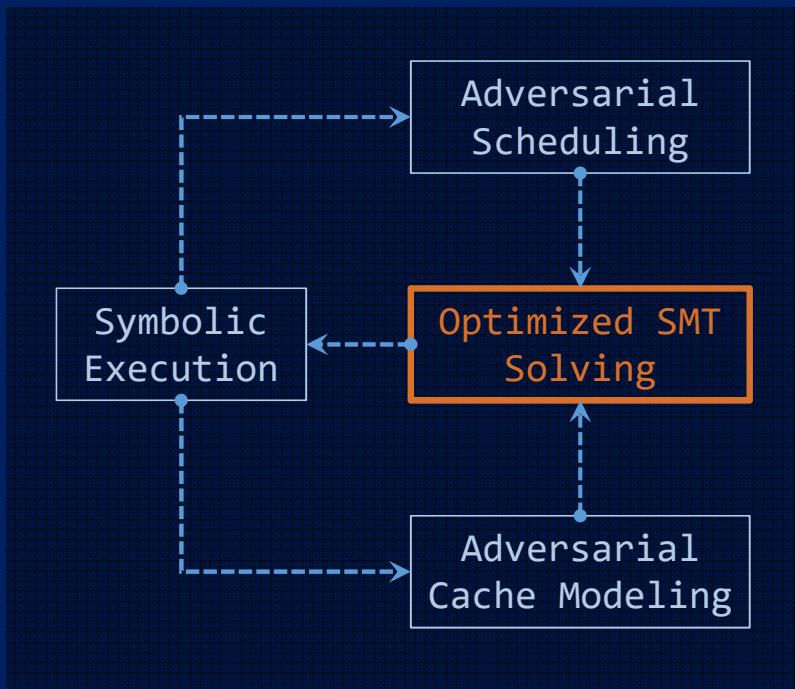 Adversarial
Scheduling
Symbolic
Execution
Optimized SMT
Solving
Adversarial
Cache Modeling